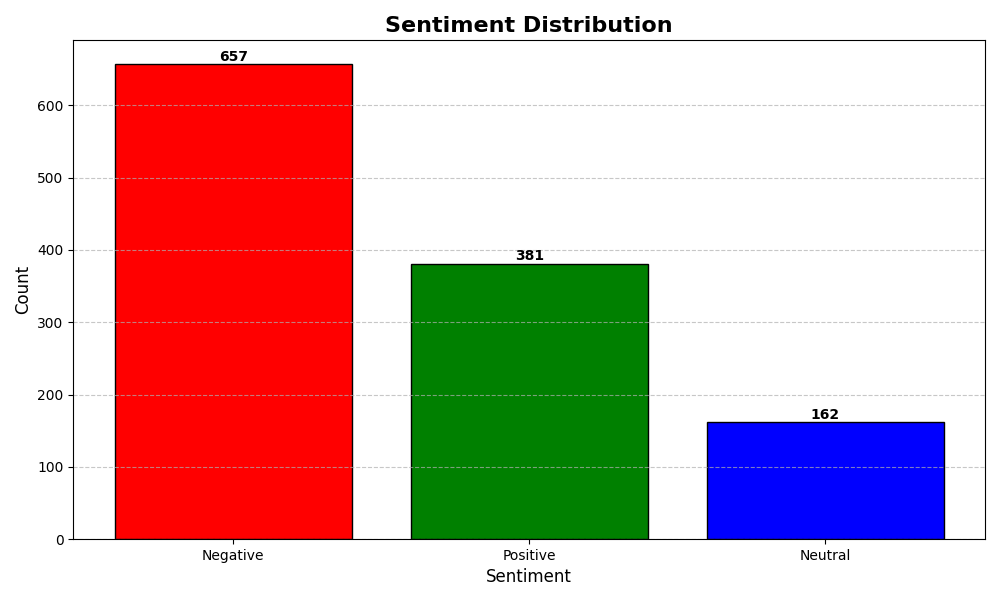 Sentiment Distribution
657
600
500
400
381
300
200
162
100
0
Count
Negative
Positive
Neutral
Sentiment